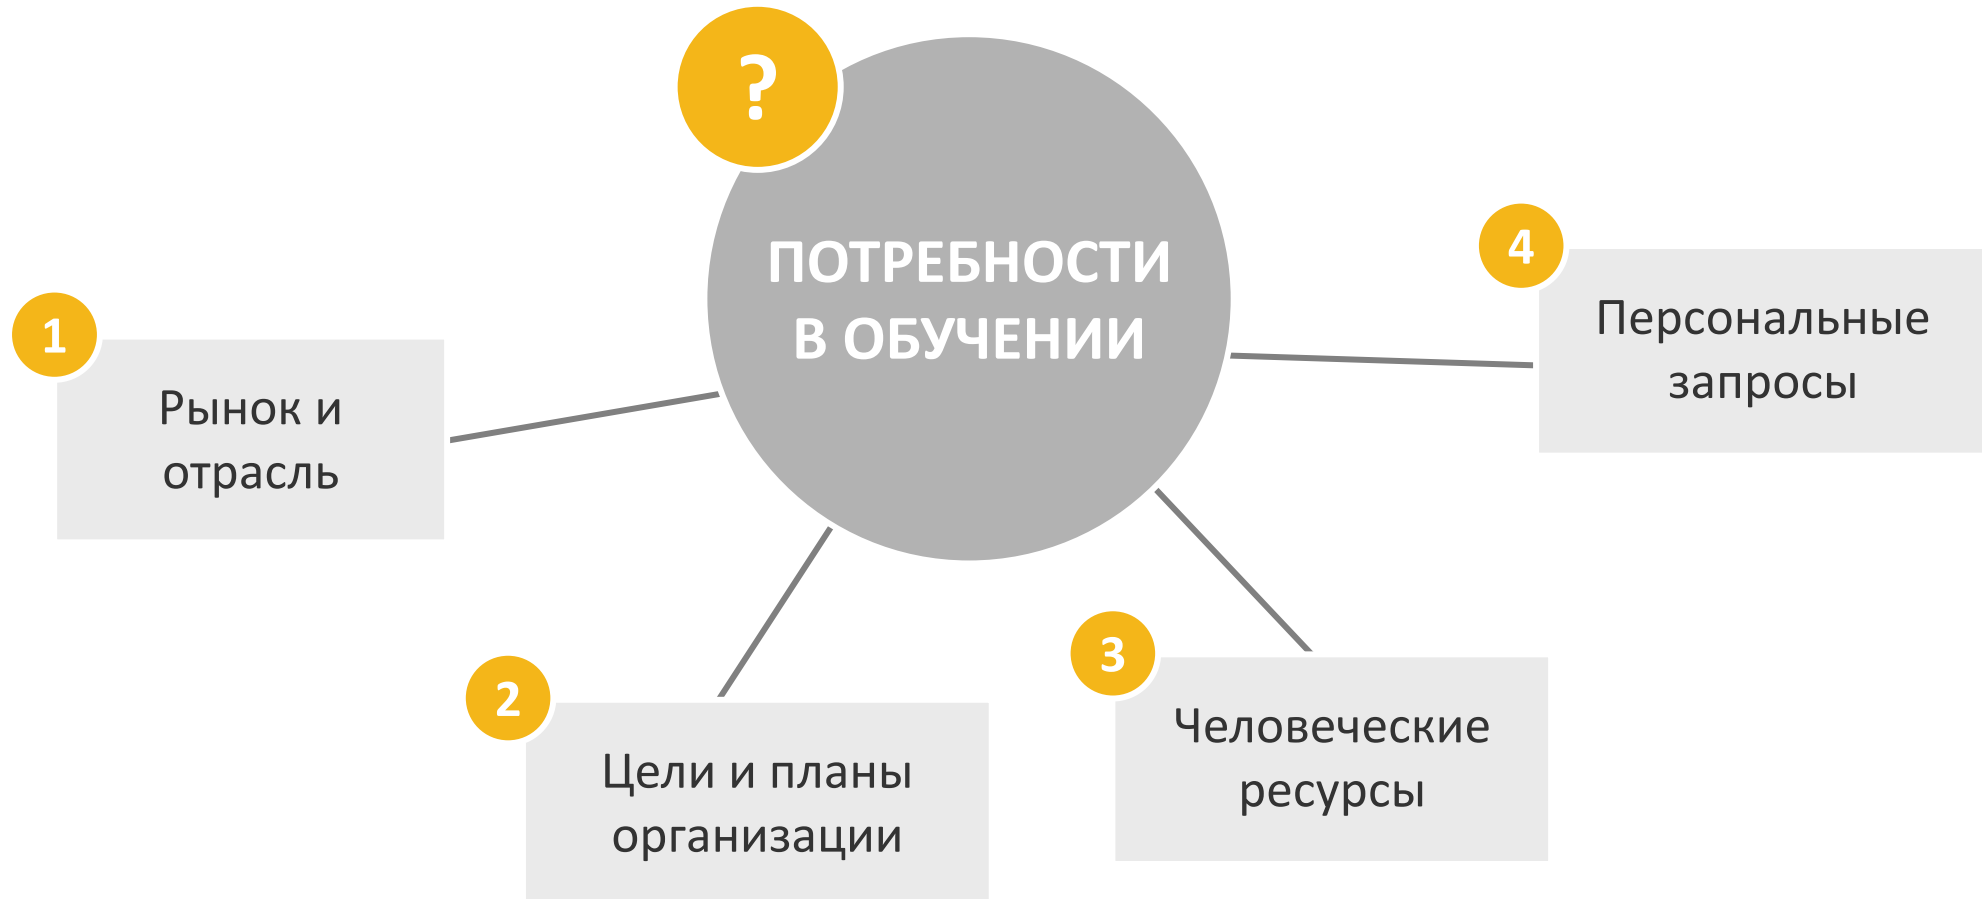 ?
ПОТРЕБНОСТИ
В ОБУЧЕНИИ
1
Рынок и
отрасль
2
Цели и планы
организации
3
Человеческие
ресурсы
4
Персональные
запросы